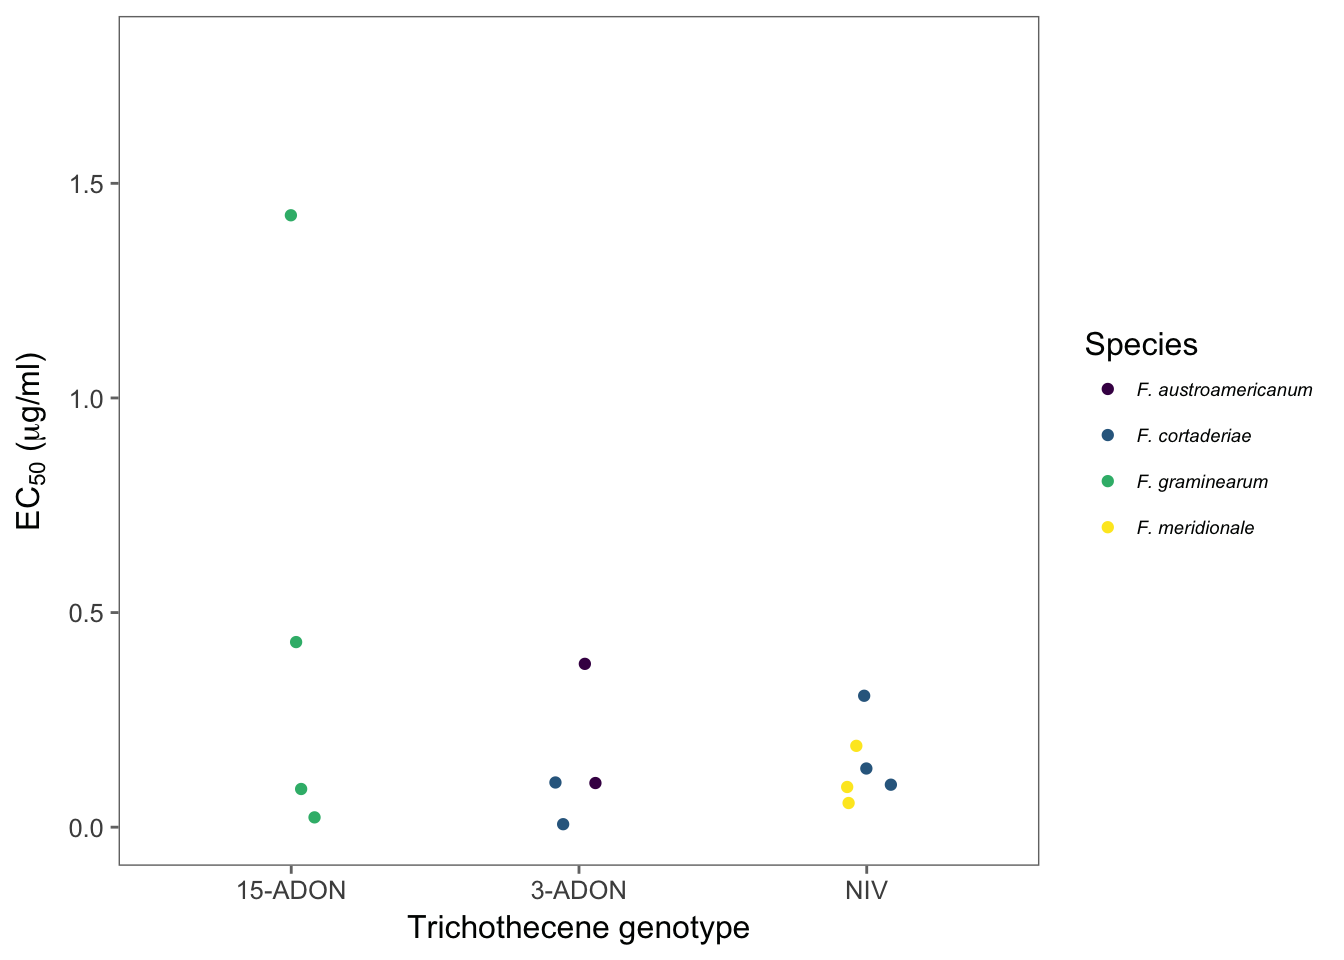 1.5
1.0
0.5
0.0
EC50 (μg/ml)
15-ADON 3-ADON NIV
Trichothecene genotype
Species
F. austroamericanum
F. cortaderiae
F. graminearum
F. meridionale